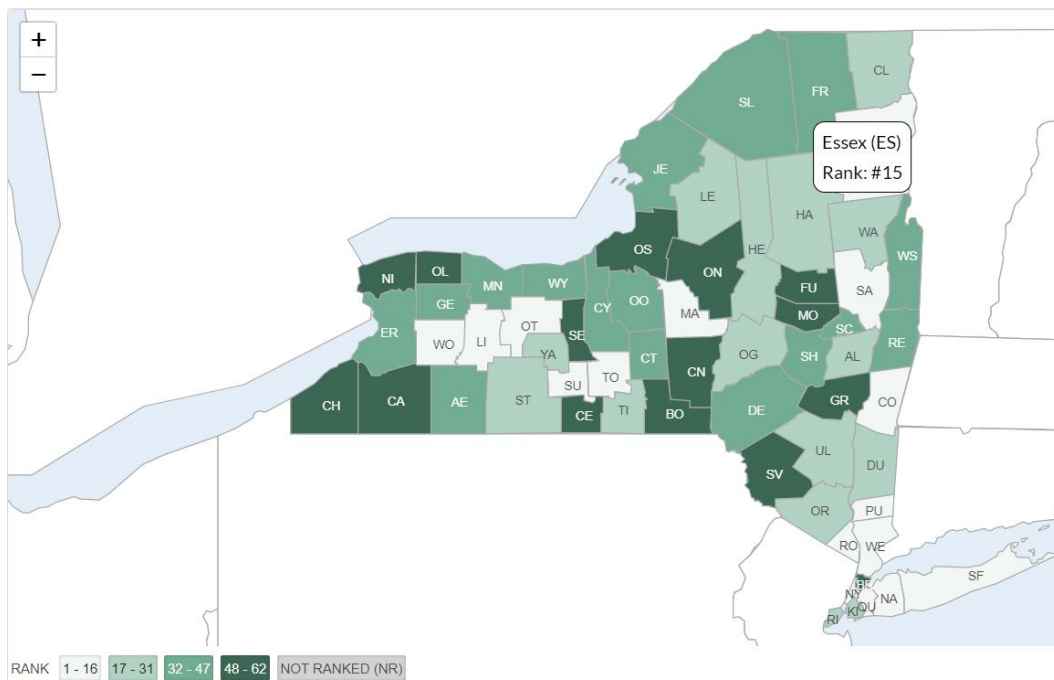 +
CL
SL
FR
−
Essex (ES)
Rank: #15
JE
LE
HA
WA
HE
OS
WS
ON
NI
OL
MN
WY
CY
OO
FU
SA
GE
MA
MO
ER
OT
SE
SC
WO
LI
YA
CT
OG
SH
AL
RE
SU
TO
CN
CH
CA
AE
ST
CE
TI
BO
DE
GR
CO
UL
DU
SV
OR
PU
RO
WE
SF
NY
NA
QU
KI
RI
RANK 1 - 16 17 - 31 32 - 47 48 - 62 NOT RANKED (NR)